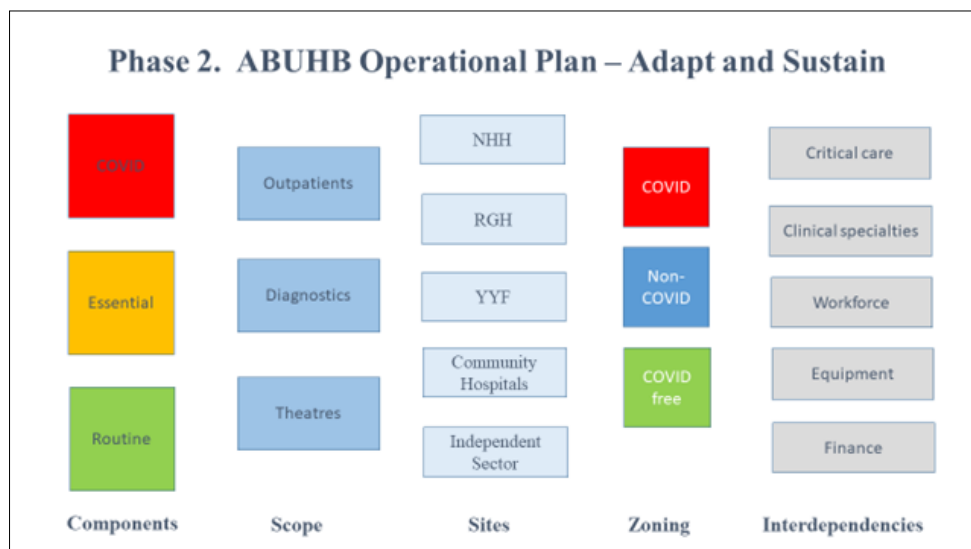 Phase 2. ABUHB Operational Plan – Adapt and Sustain
COVID
Essential
Routine
Components
Outpatients
Diagnostics
Theatres
Scope
NHH
RGH
YYF
Community
Hospitals
Independent
Sector
Sites
COVID
Non-
COVID
COVID
free
Zoning
Critical care
Clinical specialties
Workforce
Equipment
Finance
Interdependencies